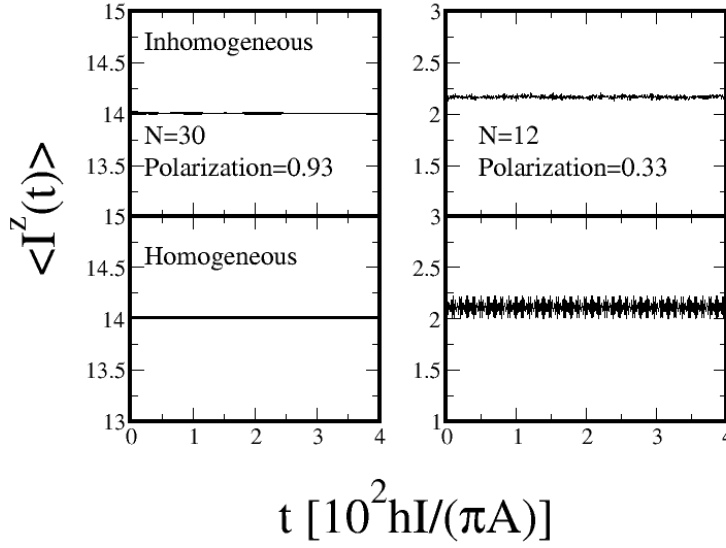 15
14.5
14
13.5
15
14.5
14
13.5
13
Inhomogeneous
N=30
Polarization=0.93
Homogeneous
0 1 2 3 4
3
2.5
2
1.5
3
2.5
2
1.5
1
N=12
Polarization=0.33
0 1 2 3 4
<I^z(t)>
t [10^2hI/(πA)]